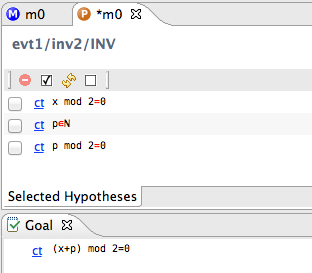 m0
*m0
evt1/inv2/INV
ct x mod 2=0
ct p∈ℕ
ct p mod 2=0
Selected Hypotheses
Goal
ct (x+p) mod 2=0